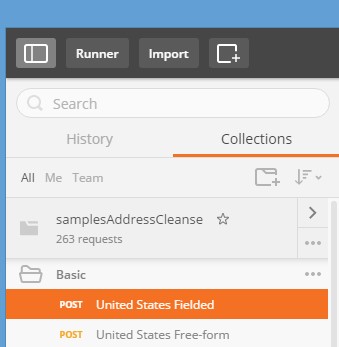 Runner Import
Search
History Collections
All Me Team
samplesAddressCleanse
263 requests
Basic
POST United States Fielded
POST United States Free-form